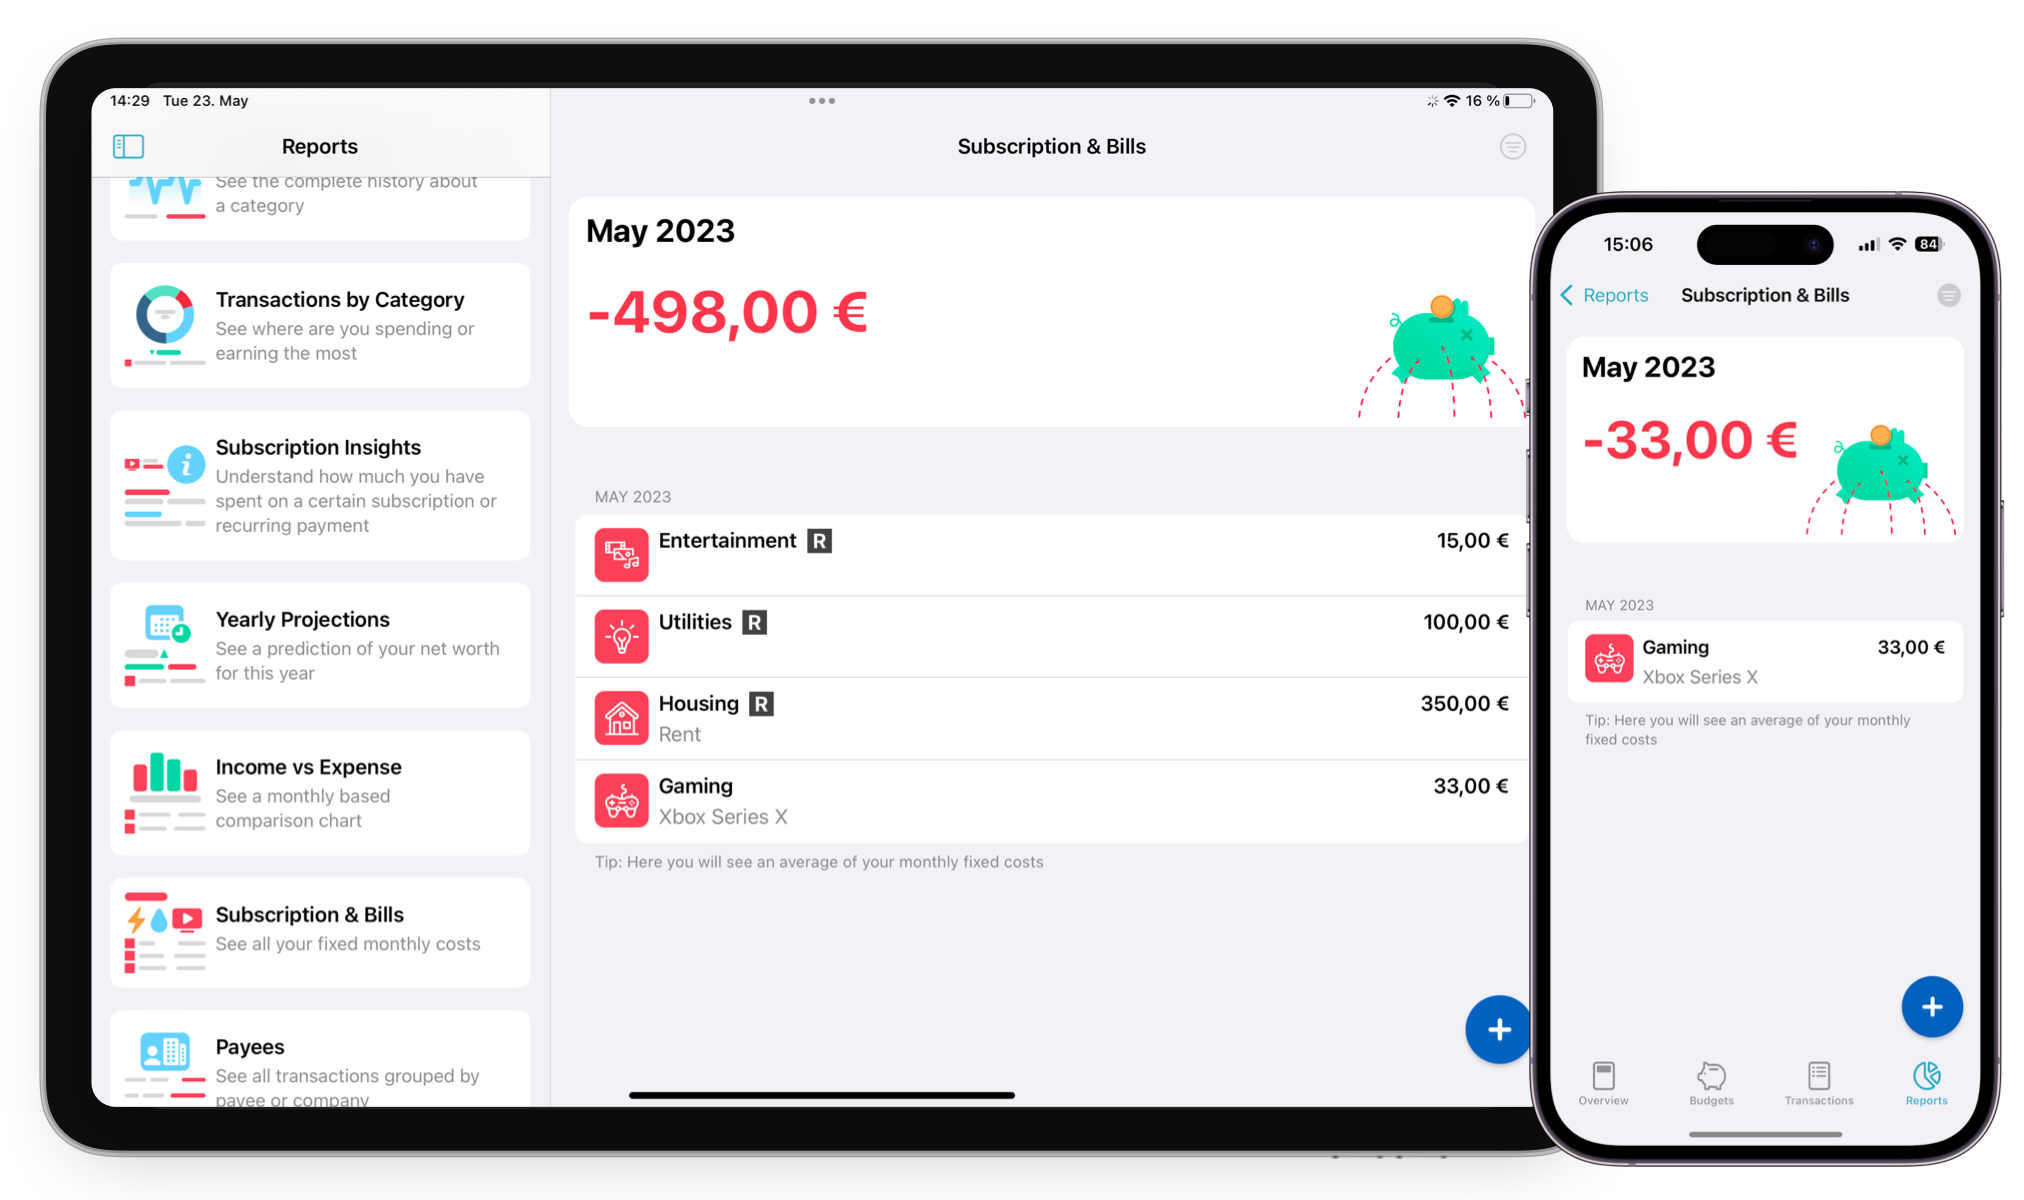 14:29 Tue 23. May
16 %
Reports
See the complete history about
a category
Transactions by Category
See where are you spending or
earning the most
Subscription Insights
Understand how much you have
spent on a certain subscription or
recurring payment
Yearly Projections
See a prediction of your net worth
for this year
Income vs Expense
See a monthly based
comparison chart
Subscription & Bills
See all your fixed monthly costs
Payees
See all transactions grouped by
payee or company
Subscription & Bills
May 2023
-498,00 €
MAY 2023
Entertainment R 15,00 €
Utilities R 100,00 €
Housing R 350,00 €
Rent
Gaming 33,00 €
Xbox Series X
Tip: Here you will see an average of your monthly fixed costs
15:06
84
Reports Subscription & Bills
May 2023
-33,00 €
MAY 2023
Gaming 33,00 €
Xbox Series X
Tip: Here you will see an average of your monthly
fixed costs
Overview Budgets Transactions Reports